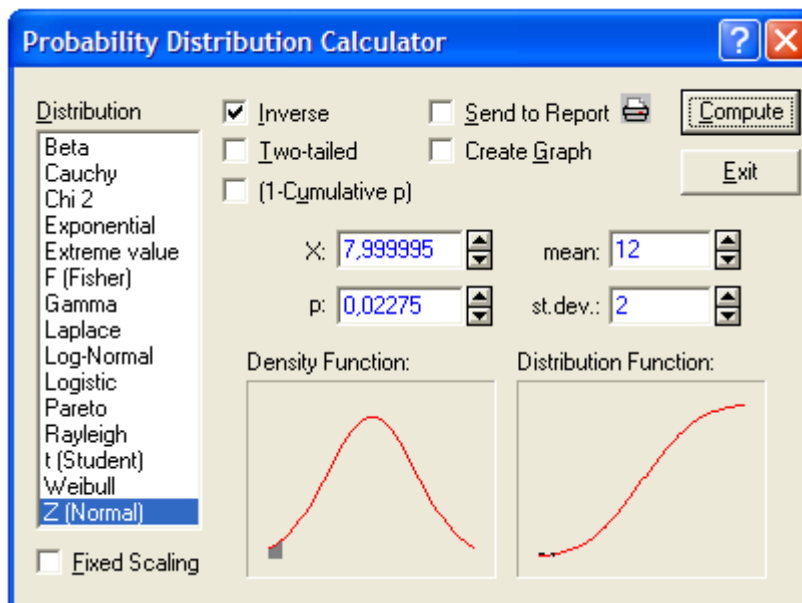 Probability Distribution Calculator
Distribution
Beta
Cauchy
Chi 2
Exponential
Extreme value
F (Fisher)
Gamma
Laplace
Log-Normal
Logistic
Pareto
Rayleigh
t (Student)
Weibull
Z (Normal)
Fixed Scaling
Inverse
Two-tailed
(1-Cumulative p)
Send to Report
Create Graph
Compute
Exit
X: 7,999995
p: 0,02275
mean: 12
st.dev.: 2
Density Function:
Distribution Function: